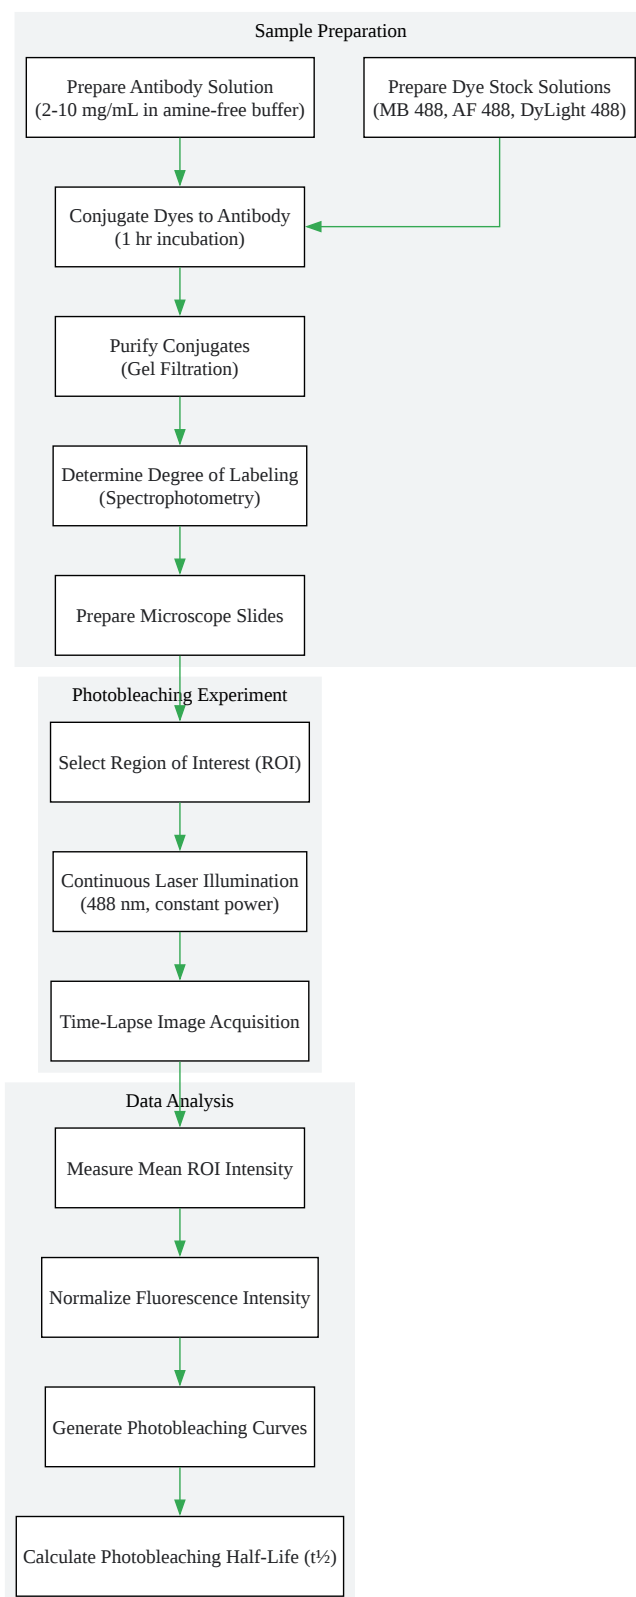 Sample Preparation
Prepare Antibody Solution
(2-10 mg/mL in amine-free buffer)
Prepare Dye Stock Solutions
(MB 488, AF 488, DyLight 488)
Conjugate Dyes to Antibody
(1 hr incubation)
Purify Conjugates
(Gel Filtration)
Determine Degree of Labeling
(Spectrophotometry)
Prepare Microscope Slides
Photobleaching Experiment
Select Region of Interest (ROI)
Continuous Laser Illumination
(488 nm, constant power)
Time-Lapse Image Acquisition
Data Analysis
Measure Mean ROI Intensity
Normalize Fluorescence Intensity
Generate Photobleaching Curves
Calculate Photobleaching Half-Life (t½)